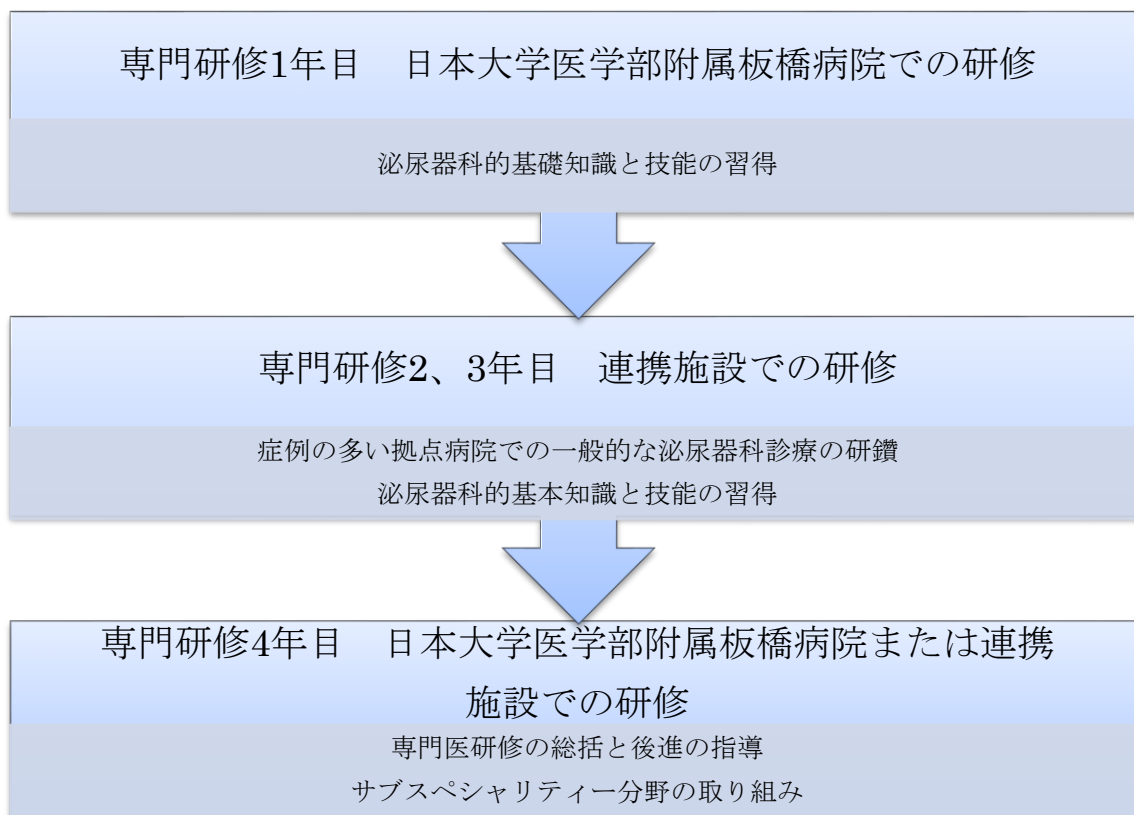 専門研修1年目　日本大学医学部附属板橋病院での研修
泌尿器科的基礎知識と技能の習得
専門研修2、3年目　連携施設での研修
症例の多い拠点病院での一般的な泌尿器科診療の研鑽
泌尿器科的基本知識と技能の習得
専門研修4年目　日本大学医学部附属板橋病院または連携
施設での研修
専門医研修の総括と後進の指導
サブスペシャリティー分野の取り組み